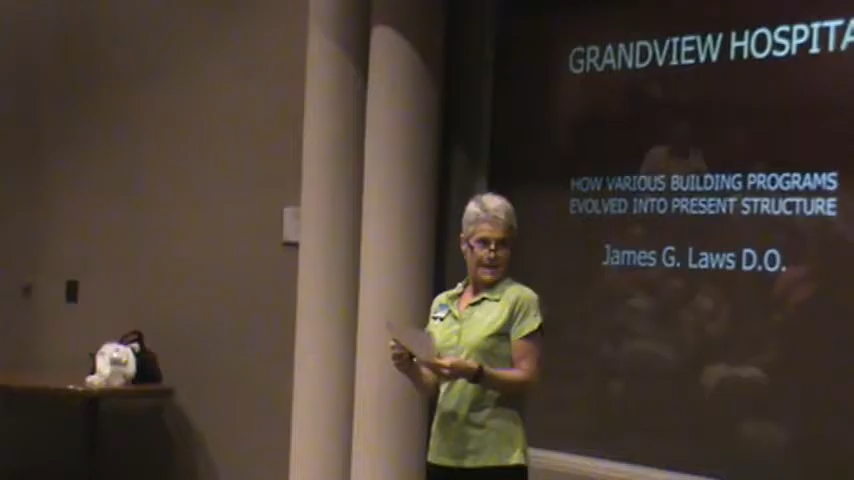 GRANDVIEW HOSPITA
HOW VARIOUS BUILDING PROGRAMS
EVOLVED INTO PRESENT STRUCTURE
James G. Laws D.O.